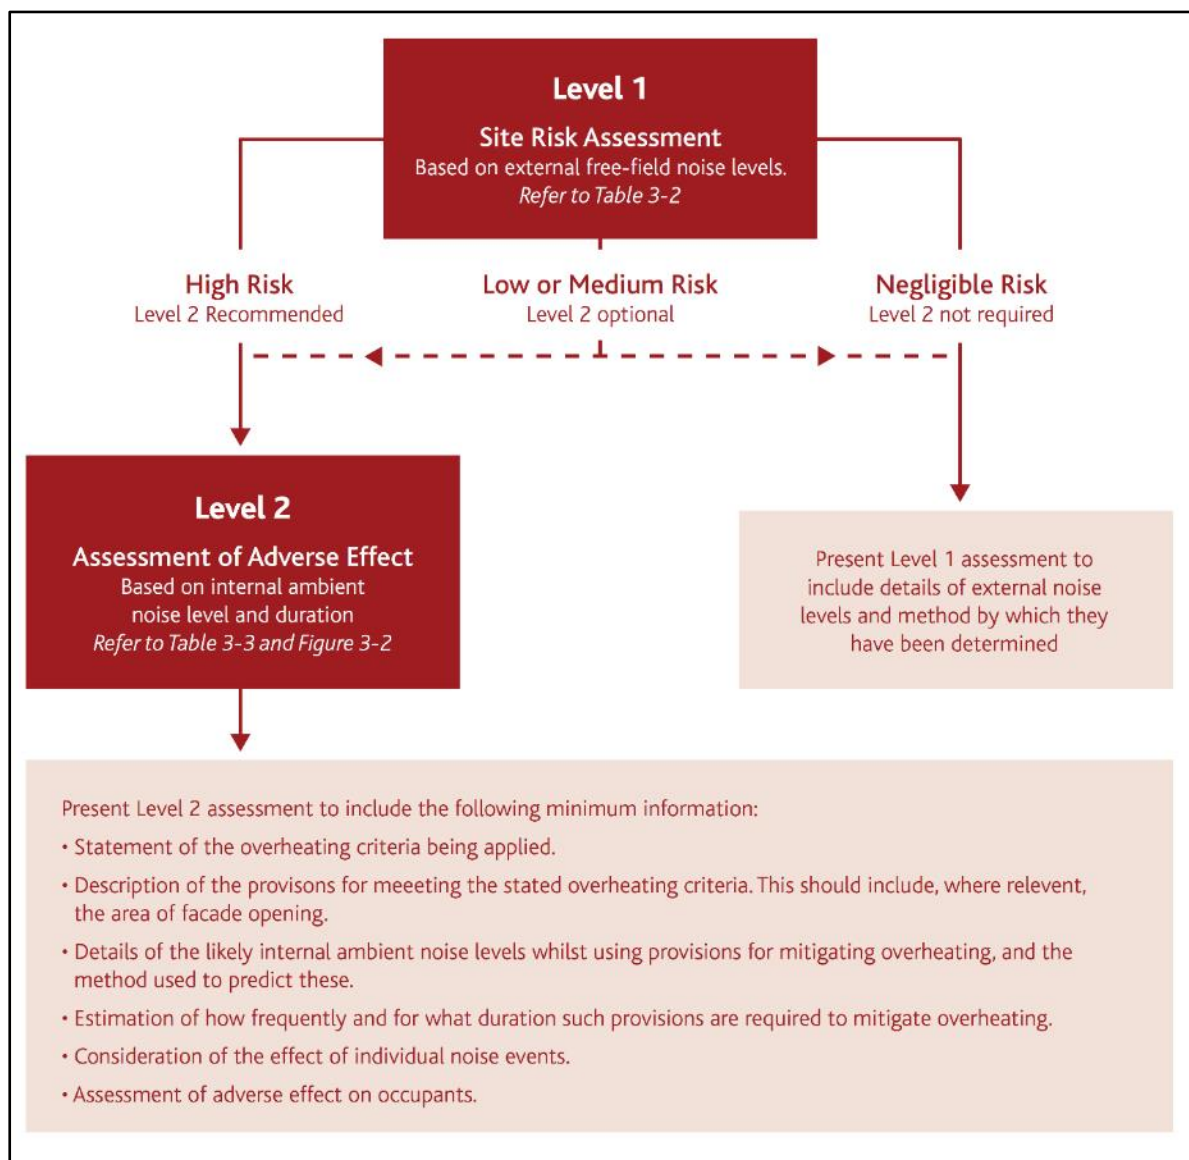 Level 1
Site Risk Assessment
Based on external free-field noise levels.
Refer to Table 3-2
High Risk
Level 2 Recommended
Low or Medium Risk
Level 2 optional
Negligible Risk
Level 2 not required
Level 2
Assessment of Adverse Effect
Based on internal ambient
noise level and duration
Refer to Table 3-3 and Figure 3-2
Present Level 1 assessment to
include details of external noise
levels and method by which they
have been determined
Present Level 2 assessment to include the following minimum information:
• Statement of the overheating criteria being applied.
• Description of the provisons for meeeting the stated overheating criteria. This should include, where relevent,
the area of facade opening.
• Details of the likely internal ambient noise levels whilst using provisions for mitigating overheating, and the
method used to predict these.
• Estimation of how frequently and for what duration such provisions are required to mitigate overheating.
• Consideration of the effect of individual noise events.
• Assessment of adverse effect on occupants.